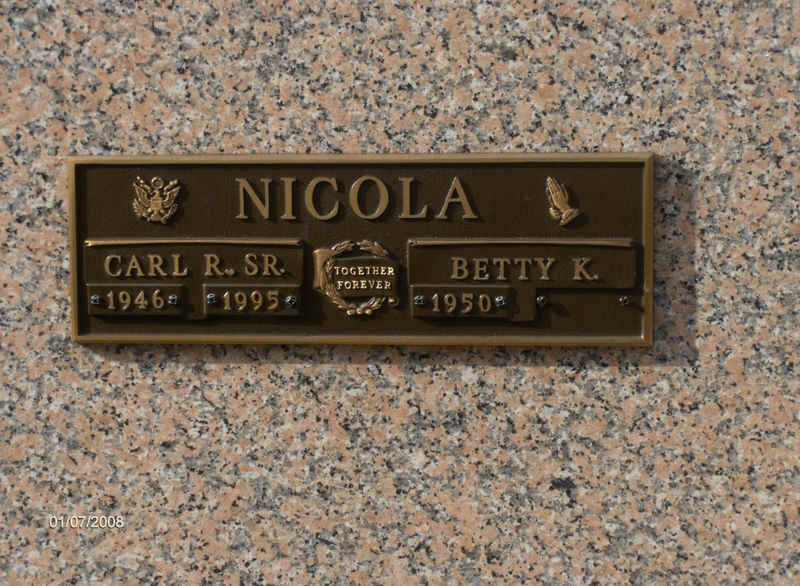 NICOLA
CARL R., SR.
1946 1995
TOGETHER
FOREVER
BETTY K.
1950
01/07/2008